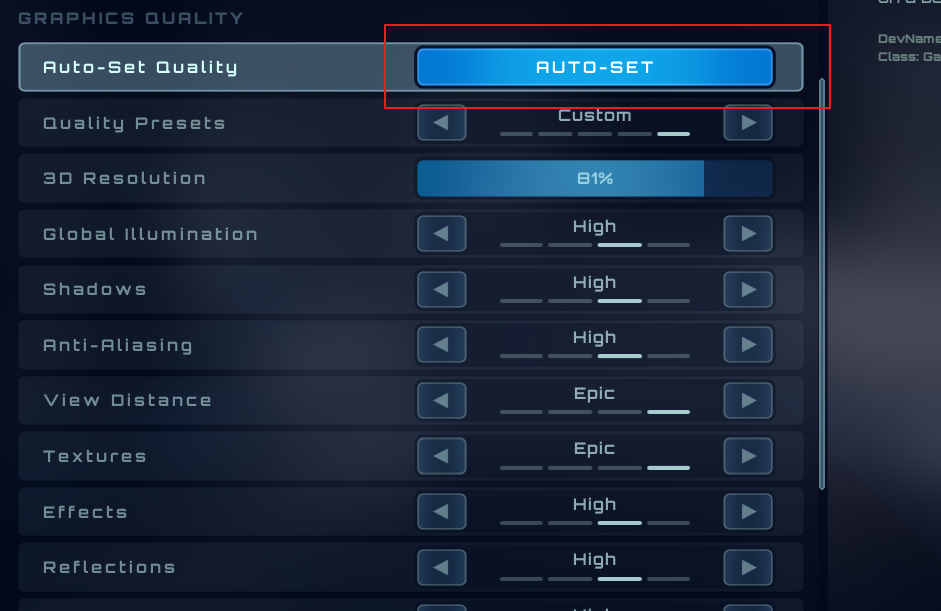 GRAPHICS QUALITY
Auto-Set Quality AUTO-SET
Quality Presets Custom
3D Resolution 81%
Global Illumination High
Shadows High
Anti-Aliasing High
View Distance Epic
Textures Epic
Effects High
Reflections High
DevName
Class: Ga